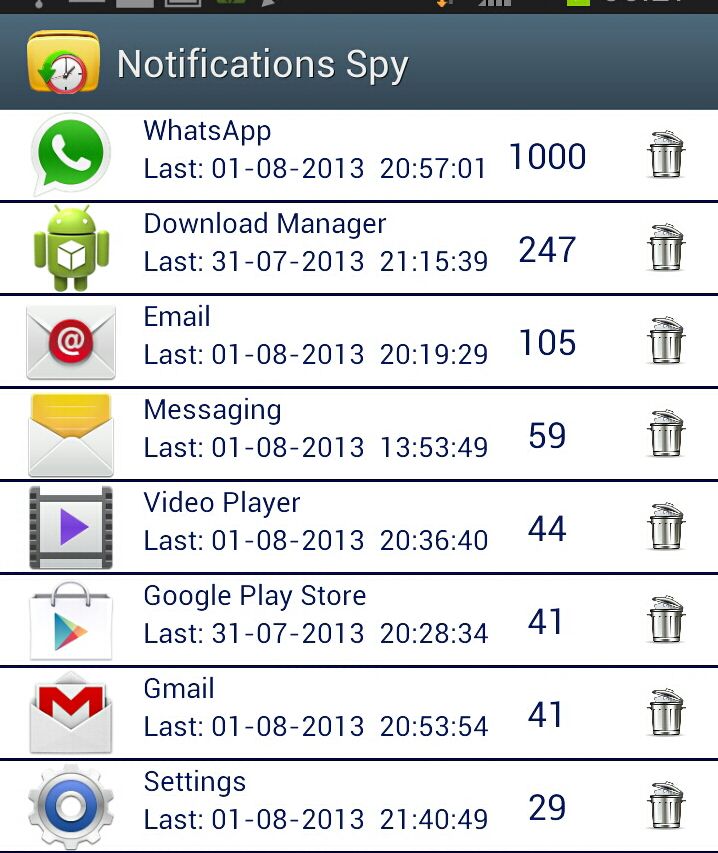 Notifications Spy
WhatsApp
Last: 01-08-2013 20:57:01
1000
Download Manager
Last: 31-07-2013 21:15:39
247
Email
Last: 01-08-2013 20:19:29
105
Messaging
Last: 01-08-2013 13:53:49
59
Video Player
Last: 01-08-2013 20:36:40
44
Google Play Store
Last: 31-07-2013 20:28:34
41
Gmail
Last: 01-08-2013 20:53:54
41
Settings
Last: 01-08-2013 21:40:49
29